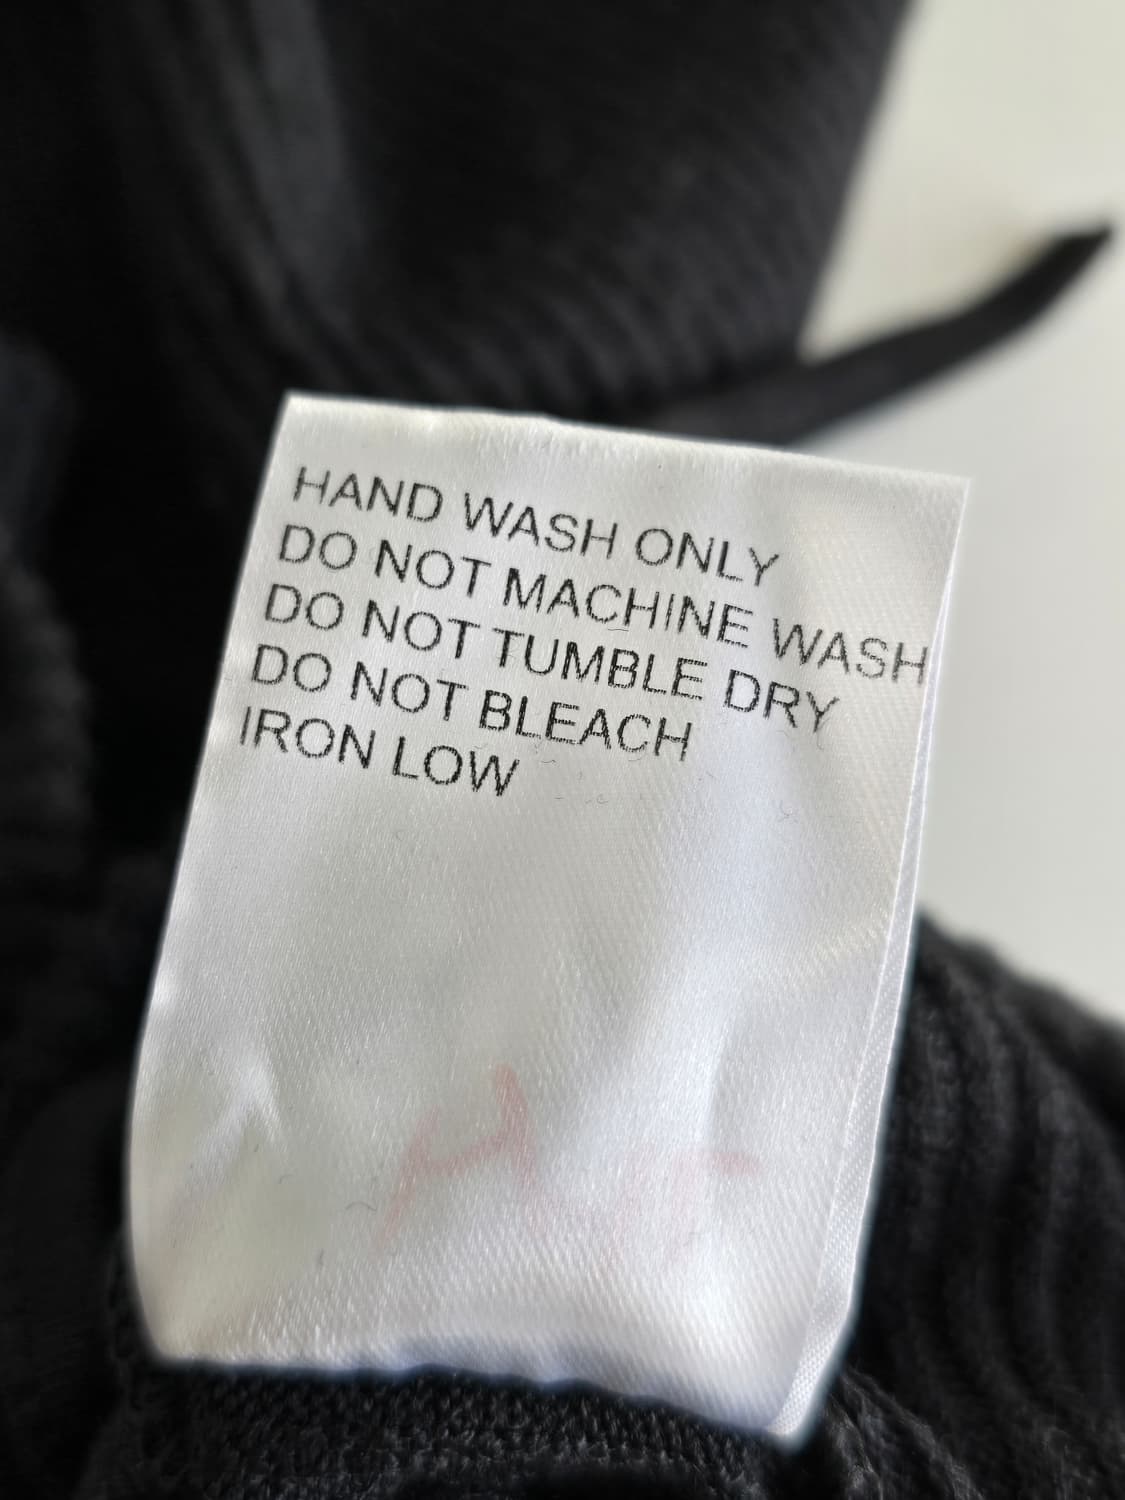 HAND WASH ONLY
DO NOT MACHINE WASH
DO NOT TUMBLE DRY
DO NOT BLEACH
IRON LOW